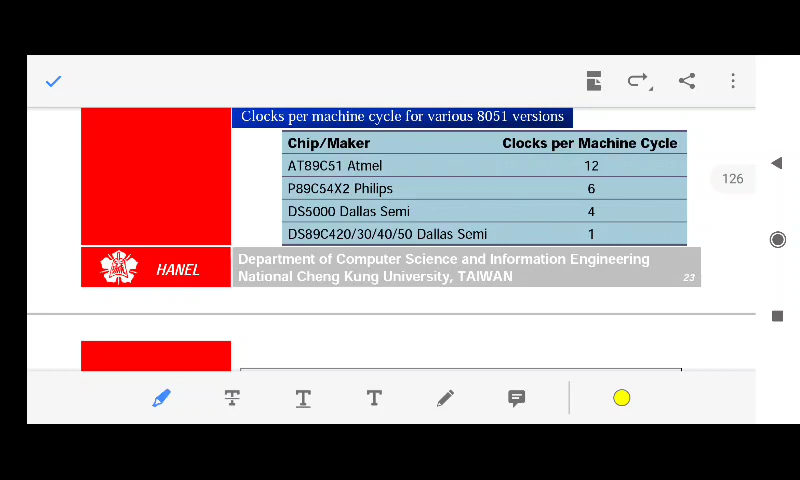 Clocks per machine cycle for various 8051 versions
Chip/Maker Clocks per Machine Cycle
AT89C51 Atmel 12
P89C54X2 Philips 6
DS5000 Dallas Semi 4
DS89C420/30/40/50 Dallas Semi 1
126
HANEL
Department of Computer Science and Information Engineering
National Cheng Kung University, TAIWAN
23